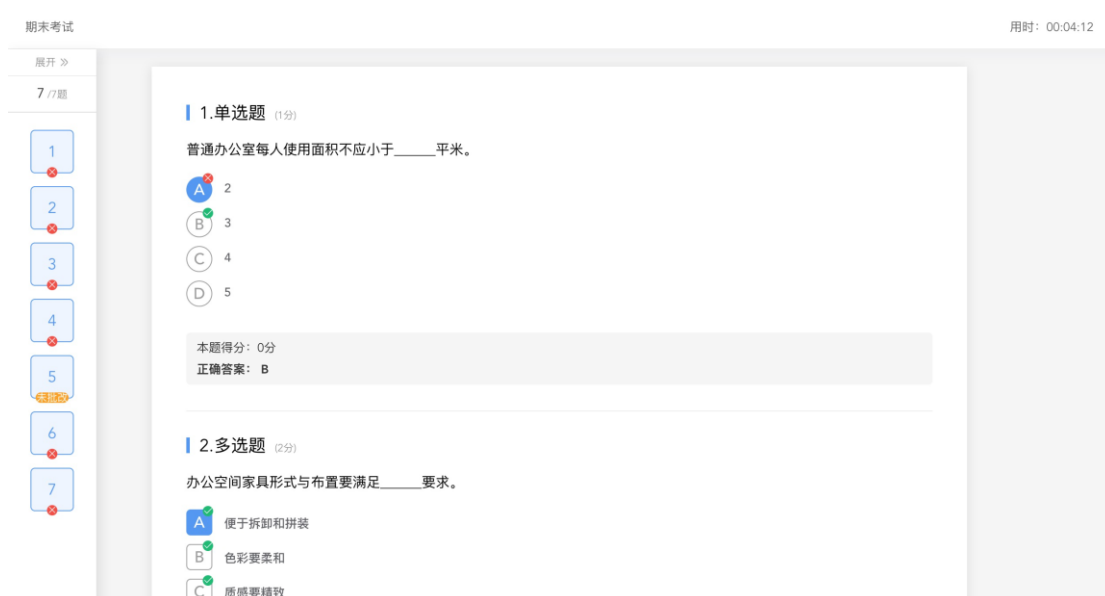 期末考试
用时：00:04:12
展开
7 /7题
1
2
3
4
5
未批改
6
7
1.单选题 (1分)
普通办公室每人使用面积不应小于______平米。
A 2
B 3
C 4
D 5
本题得分：0分
正确答案： B
2.多选题 (2分)
办公空间家具形式与布置要满足______要求。
A 便于拆卸和拼装
B 色彩要柔和
C 质感要精致